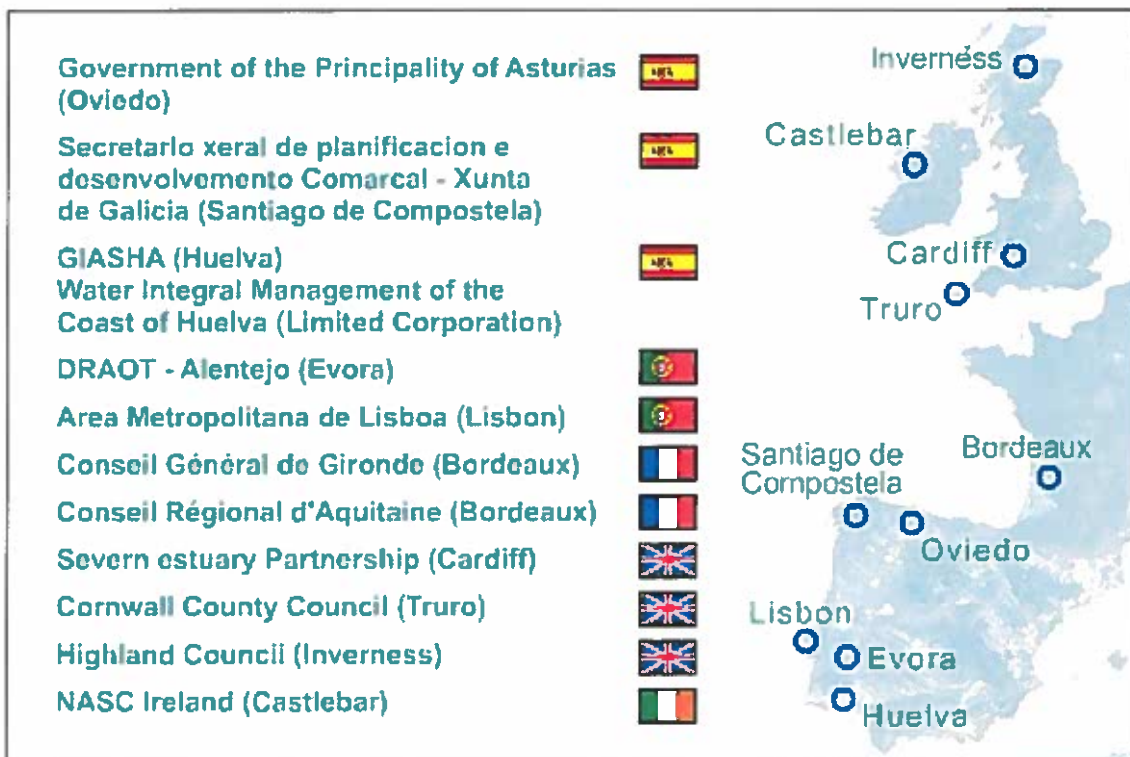 Government of the Principality of Asturias
(Oviedo)
Secretario xeral de planificacion e
desenvolvemento Comarcal - Xunta
de Galicia (Santiago de Compostela)
GIASHA (Huelva)
Water Integral Management of the
Coast of Huelva (Limited Corporation)
DRAOT - Alentejo (Evora)
Area Metropolitana de Lisboa (Lisbon)
Conseil Général de Gironde (Bordeaux)
Conseil Régional d'Aquitaine (Bordeaux)
Severn estuary Partnership (Cardiff)
Cornwall County Council (Truro)
Highland Council (Inverness)
NASC Ireland (Castlebar)
Invernéss
Castlebar
Cardiff
Truro
Bordeaux
Santiago de
Compostela
Oviedo
Lisbon
Evora
Huelva